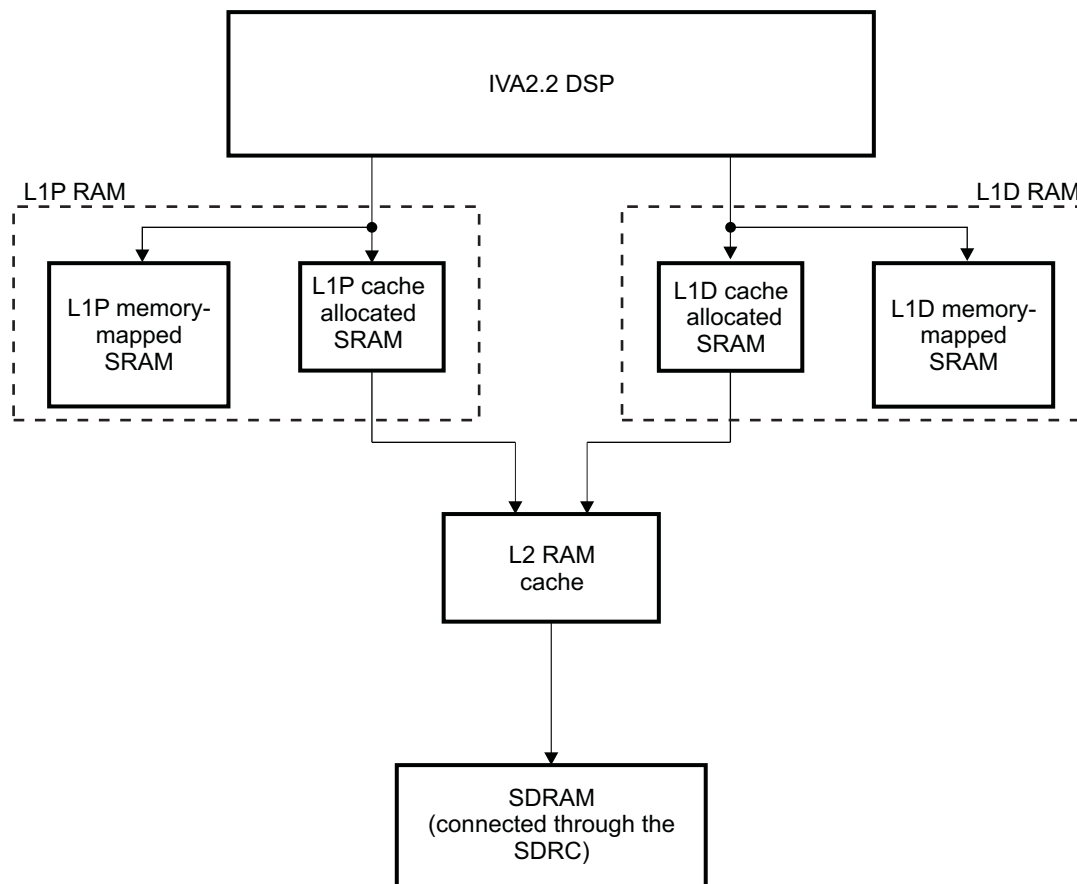 IVA2.2 DSP
L1P RAM
L1D RAM
L1P memory-
mapped
SRAM
L1P cache
allocated
SRAM
L1D cache
allocated
SRAM
L1D memory-
mapped
SRAM
L2 RAM
cache
SDRAM
(connected through the
SDRC)